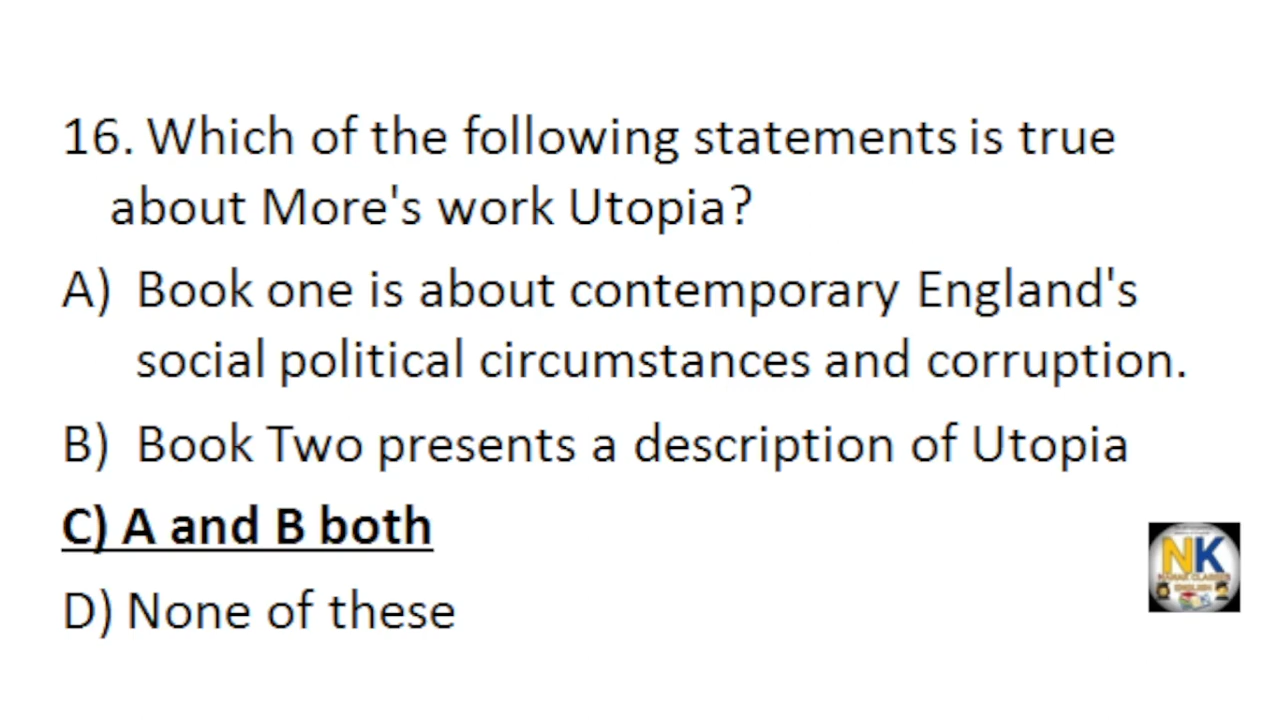 16. Which of the following statements is true
about More's work Utopia?
A) Book one is about contemporary England's
social political circumstances and corruption.
B) Book Two presents a description of Utopia
C) A and B both
D) None of these
NK